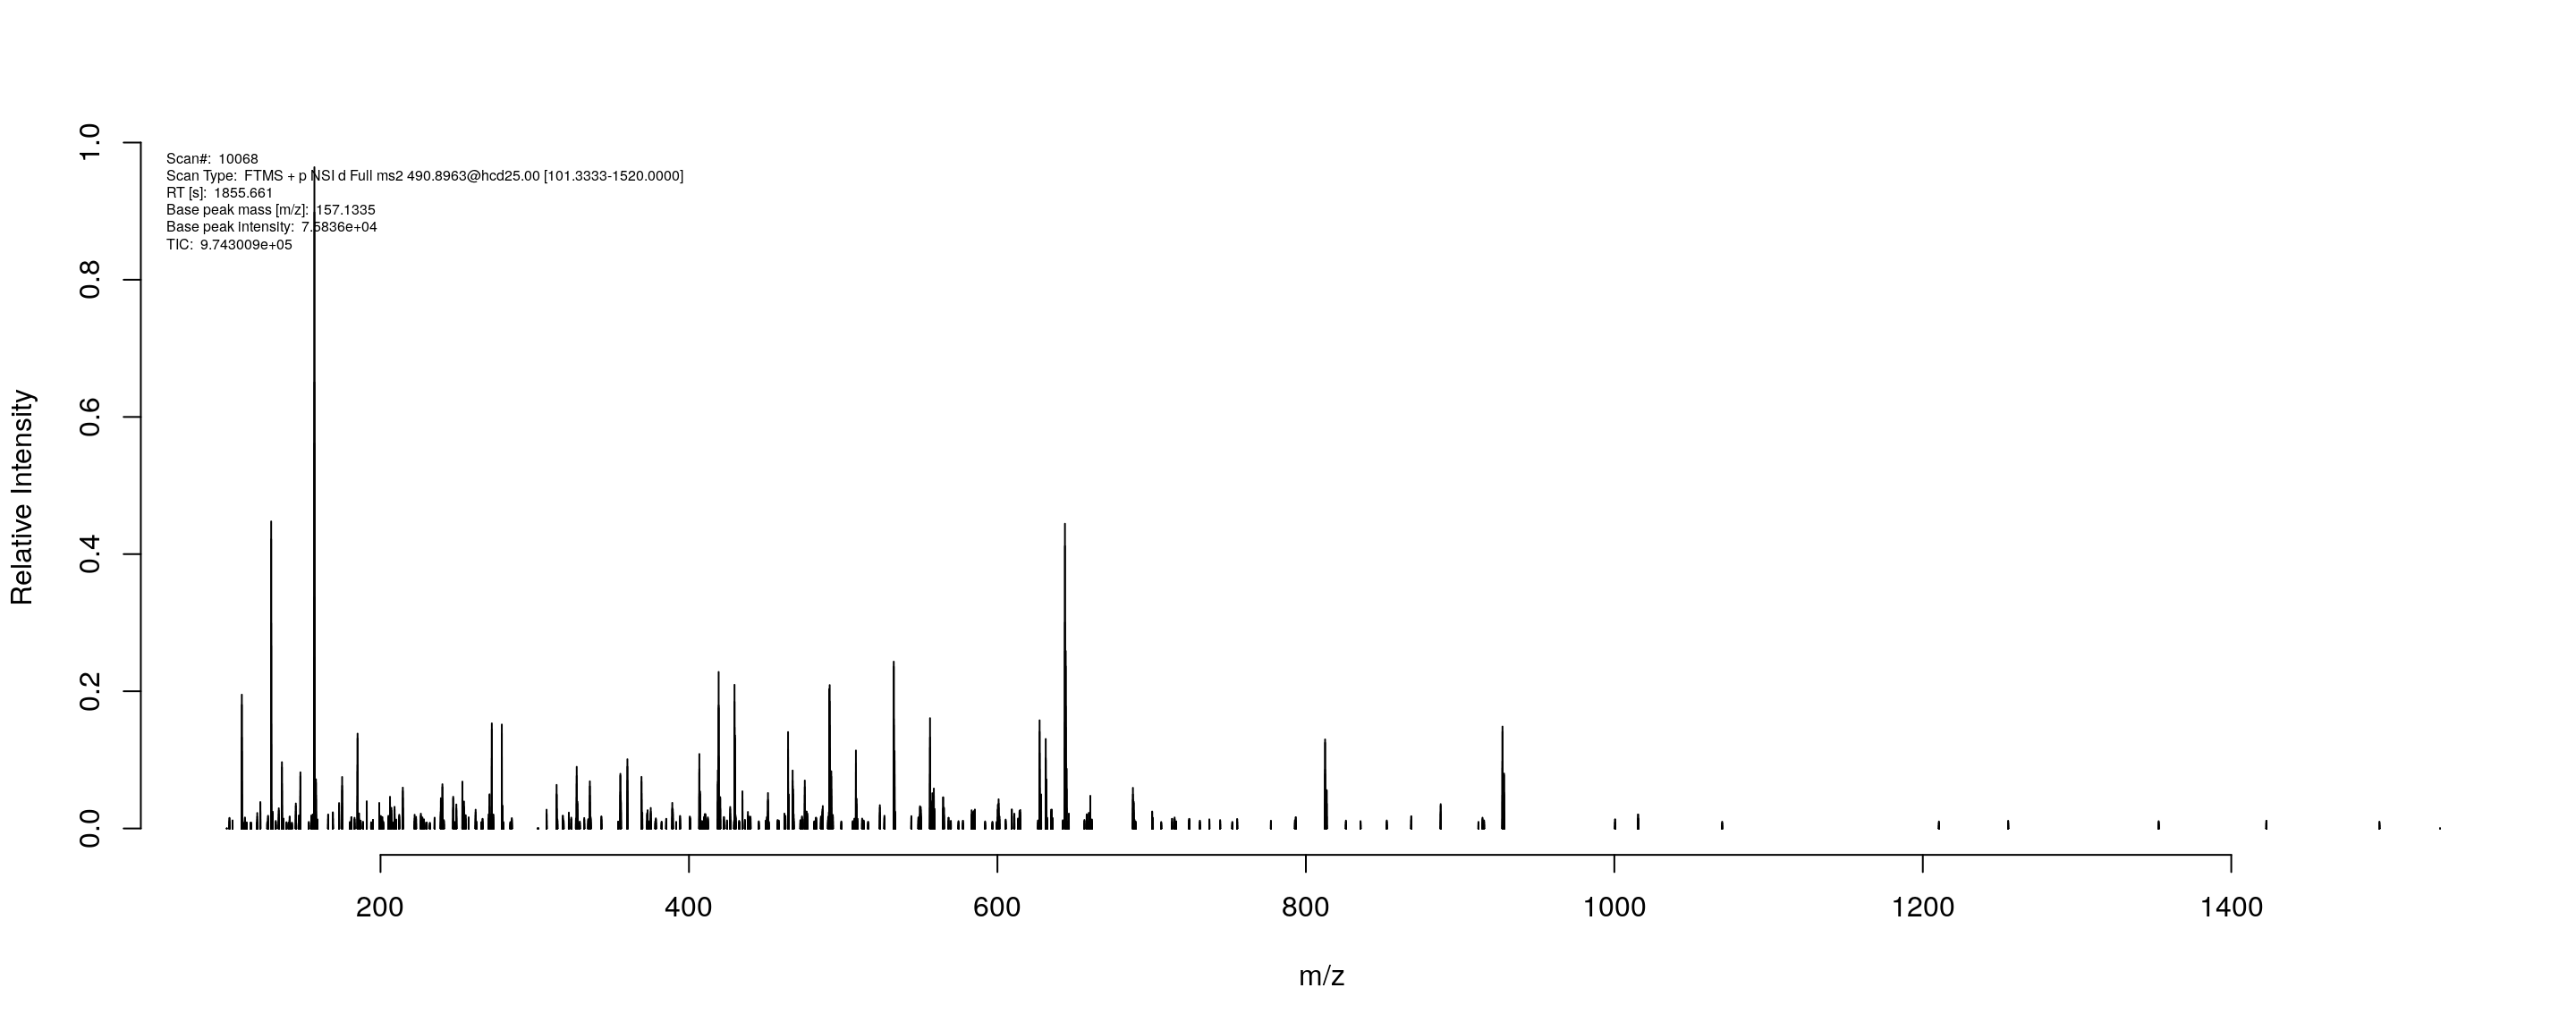 Scan#: 10068
Scan Type: FTMS + p NSI d Full ms2 490.8963@hcd25.00 [101.3333-1520.0000]
RT [s]: 1855.661
Base peak mass [m/z]: 157.1335
Base peak intensity: 7.5836e+04
TIC: 9.743009e+05
1.0
0.8
0.6
0.4
0.2
0.0
Relative Intensity
200 400 600 800 1000 1200 1400
m/z